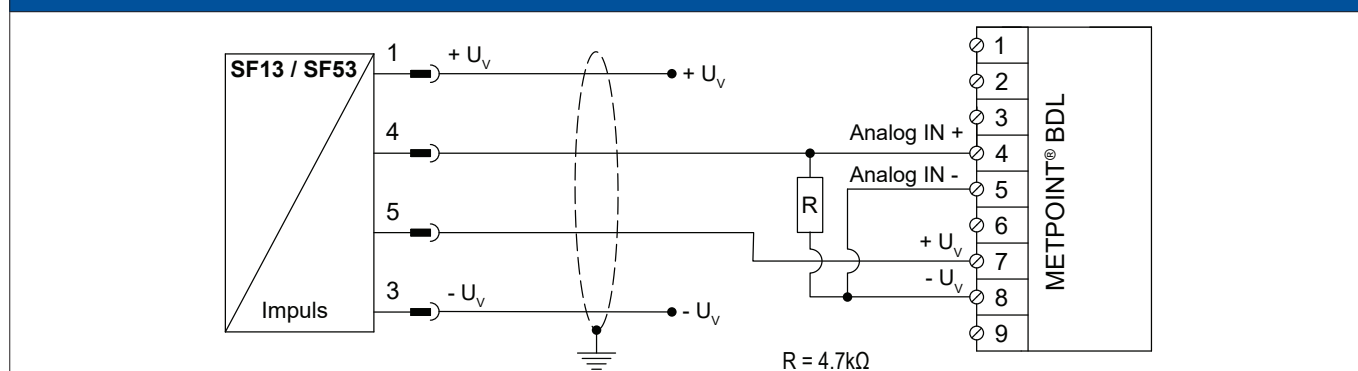 SF13 / SF53
Impuls
1
+ Uv
+ Uv
4
5
3
- Uv
- Uv
Analog IN +
Analog IN -
+ Uv
- Uv
R
R = 4.7kΩ
1
2
3
4
5
6
7
8
9
METPOINT® BDL